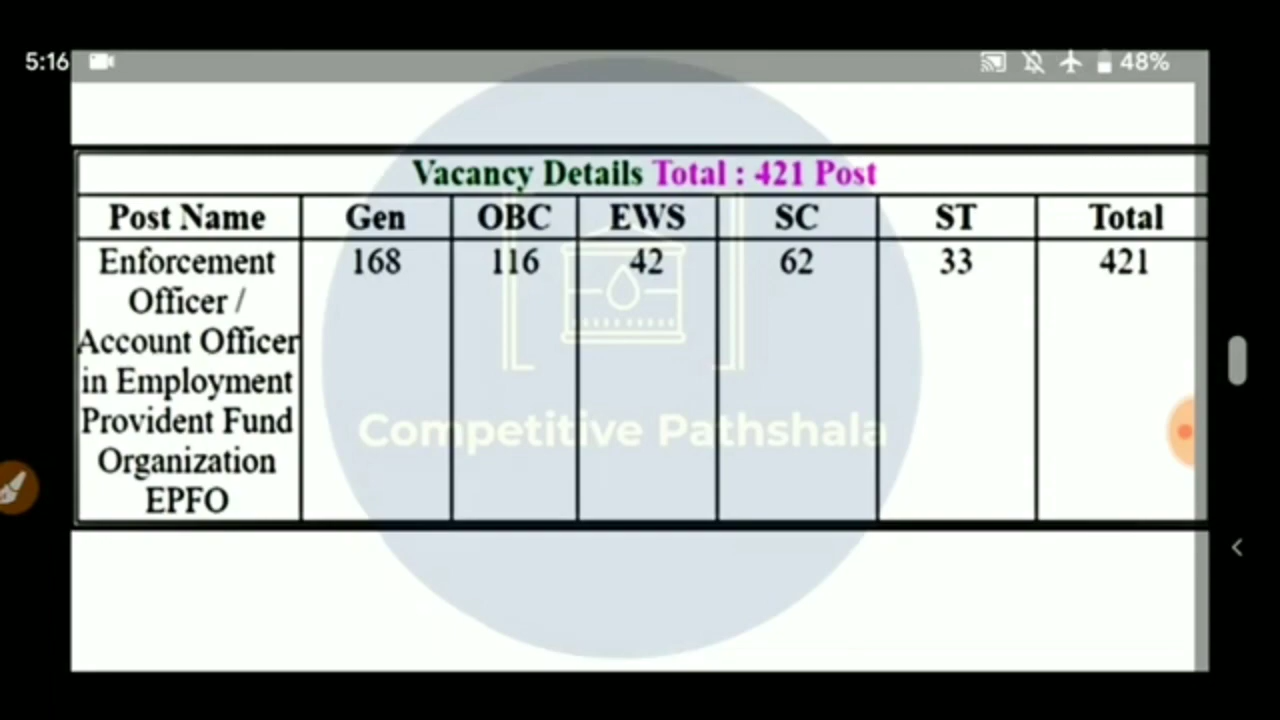 5:16
48%
Vacancy Details Total : 421 Post
Post Name Gen OBC EWS SC ST Total
Enforcement 168 116 42 62 33 421
Officer /
Account Officer
in Employment
Provident Fund
Organization
EPFO
Competitive Pathshala